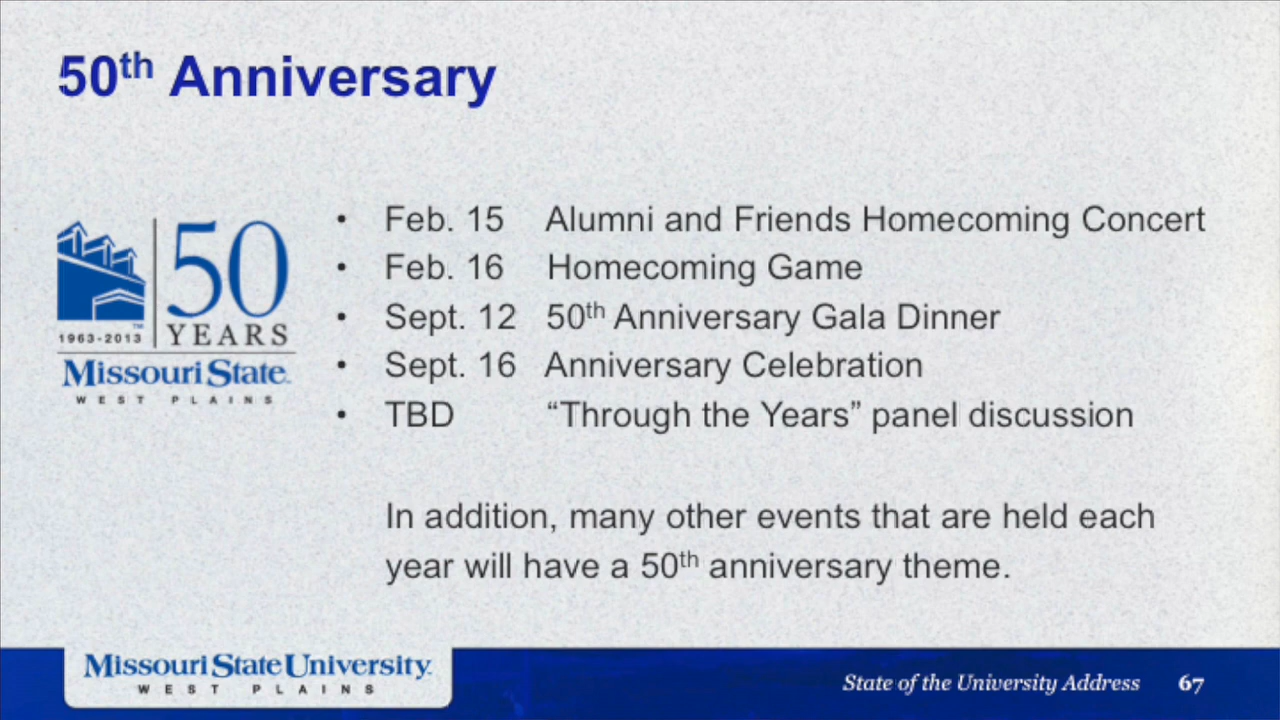 50th Anniversary
• Feb. 15 Alumni and Friends Homecoming Concert
• Feb. 16 Homecoming Game
• Sept. 12 50th Anniversary Gala Dinner
• Sept. 16 Anniversary Celebration
• TBD “Through the Years” panel discussion
In addition, many other events that are held each
year will have a 50th anniversary theme.
50
YEARS
™
1963-2013
Missouri State.
WEST PLAINS
Missouri State University.
WEST PLAINS
State of the University Address 67